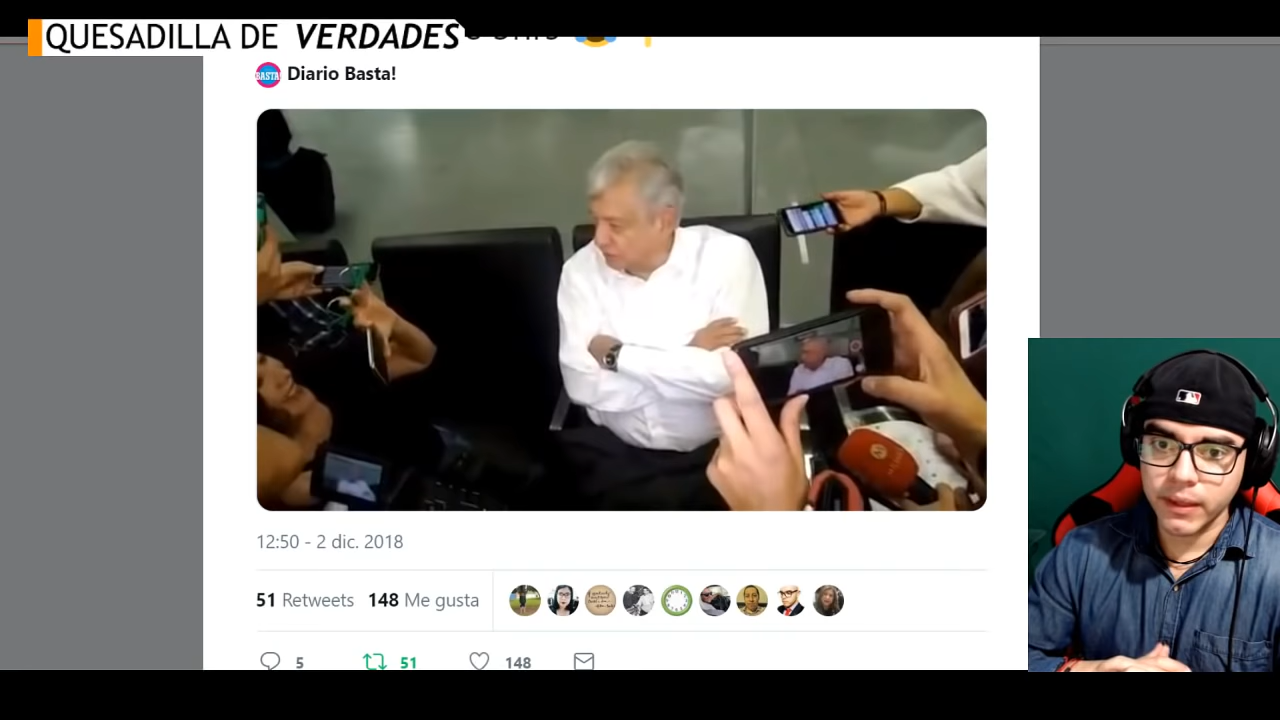 QUESADILLA DE VERDADES
BASTA!
Diario Basta!
12:50 - 2 dic. 2018
51 Retweets 148 Me gusta
5 51 148